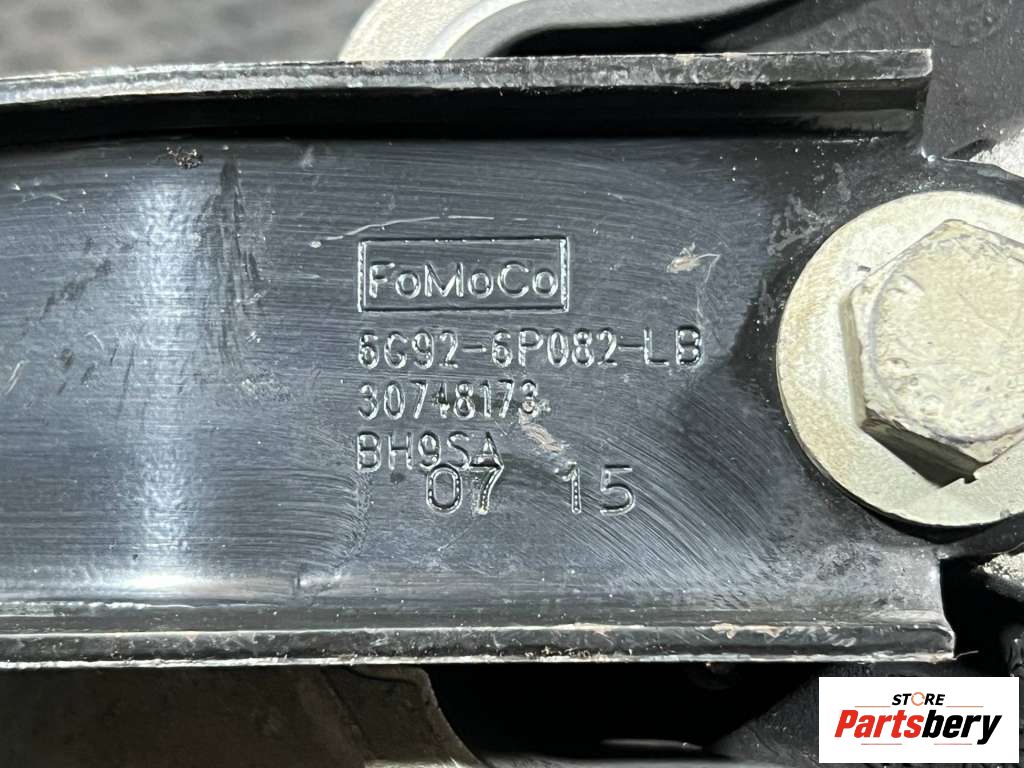 FoMoCo
6G92-6P082-LB
30748173
BH9SA
07 15
STORE
Partsbery